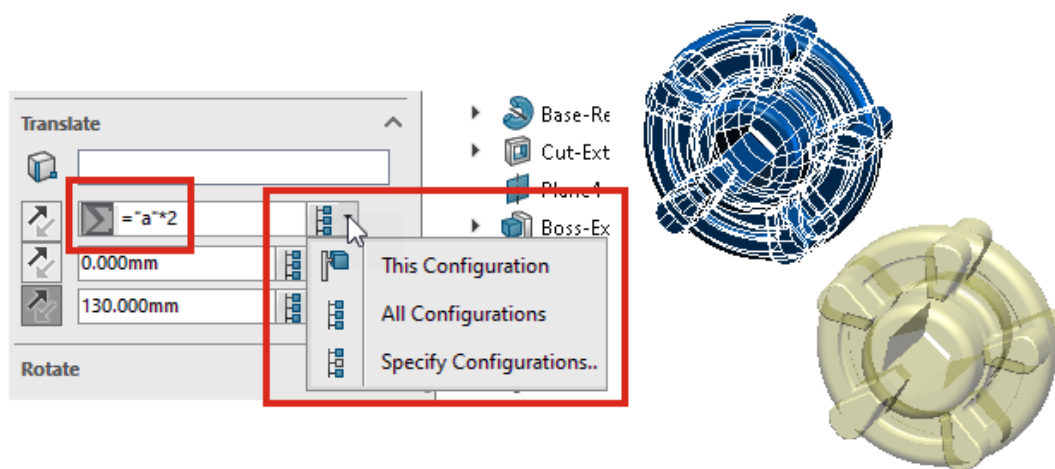 Translate
="a"*2
0.000mm
130.000mm
Rotate
Base-Re
Cut-Ext
Plane4
Boss-Ex
This Configuration
All Configurations
Specify Configurations..